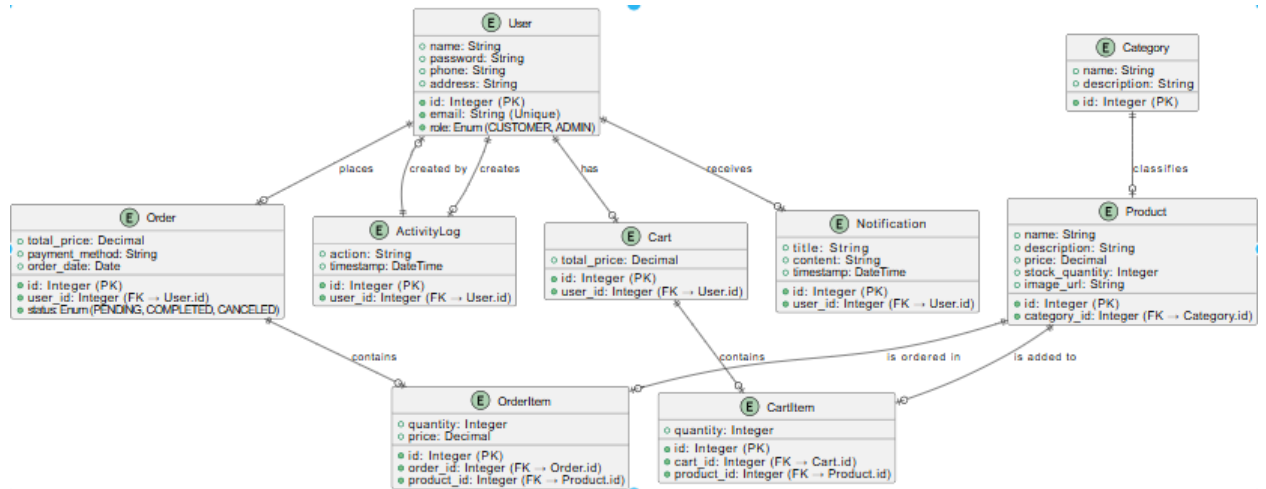 E User
name: String
password: String
phone: String
address: String
id: Integer (PK)
email: String (Unique)
role: Enum (CUSTOMER, ADMIN)
E Category
name: String
description: String
id: Integer (PK)
places
created by
creates
has
receives
classifies
E Order
total_price: Decimal
payment_method: String
order_date: Date
id: Integer (PK)
user_id: Integer (FK → User.id)
status: Enum (PENDING, COMPLETED, CANCELED)
E ActivityLog
action: String
timestamp: DateTime
id: Integer (PK)
user_id: Integer (FK → User.id)
E Cart
total_price: Decimal
id: Integer (PK)
user_id: Integer (FK → User.id)
E Notification
title: String
content: String
timestamp: DateTime
id: Integer (PK)
user_id: Integer (FK → User.id)
E Product
name: String
description: String
price: Decimal
stock_quantity: Integer
image_url: String
id: Integer (PK)
category_id: Integer (FK → Category.id)
contains
contains
is ordered in
is added to
E OrderItem
quantity: Integer
price: Decimal
id: Integer (PK)
order_id: Integer (FK → Order.id)
product_id: Integer (FK → Product.id)
E CartItem
quantity: Integer
id: Integer (PK)
cart_id: Integer (FK → Cart.id)
product_id: Integer (FK → Product.id)